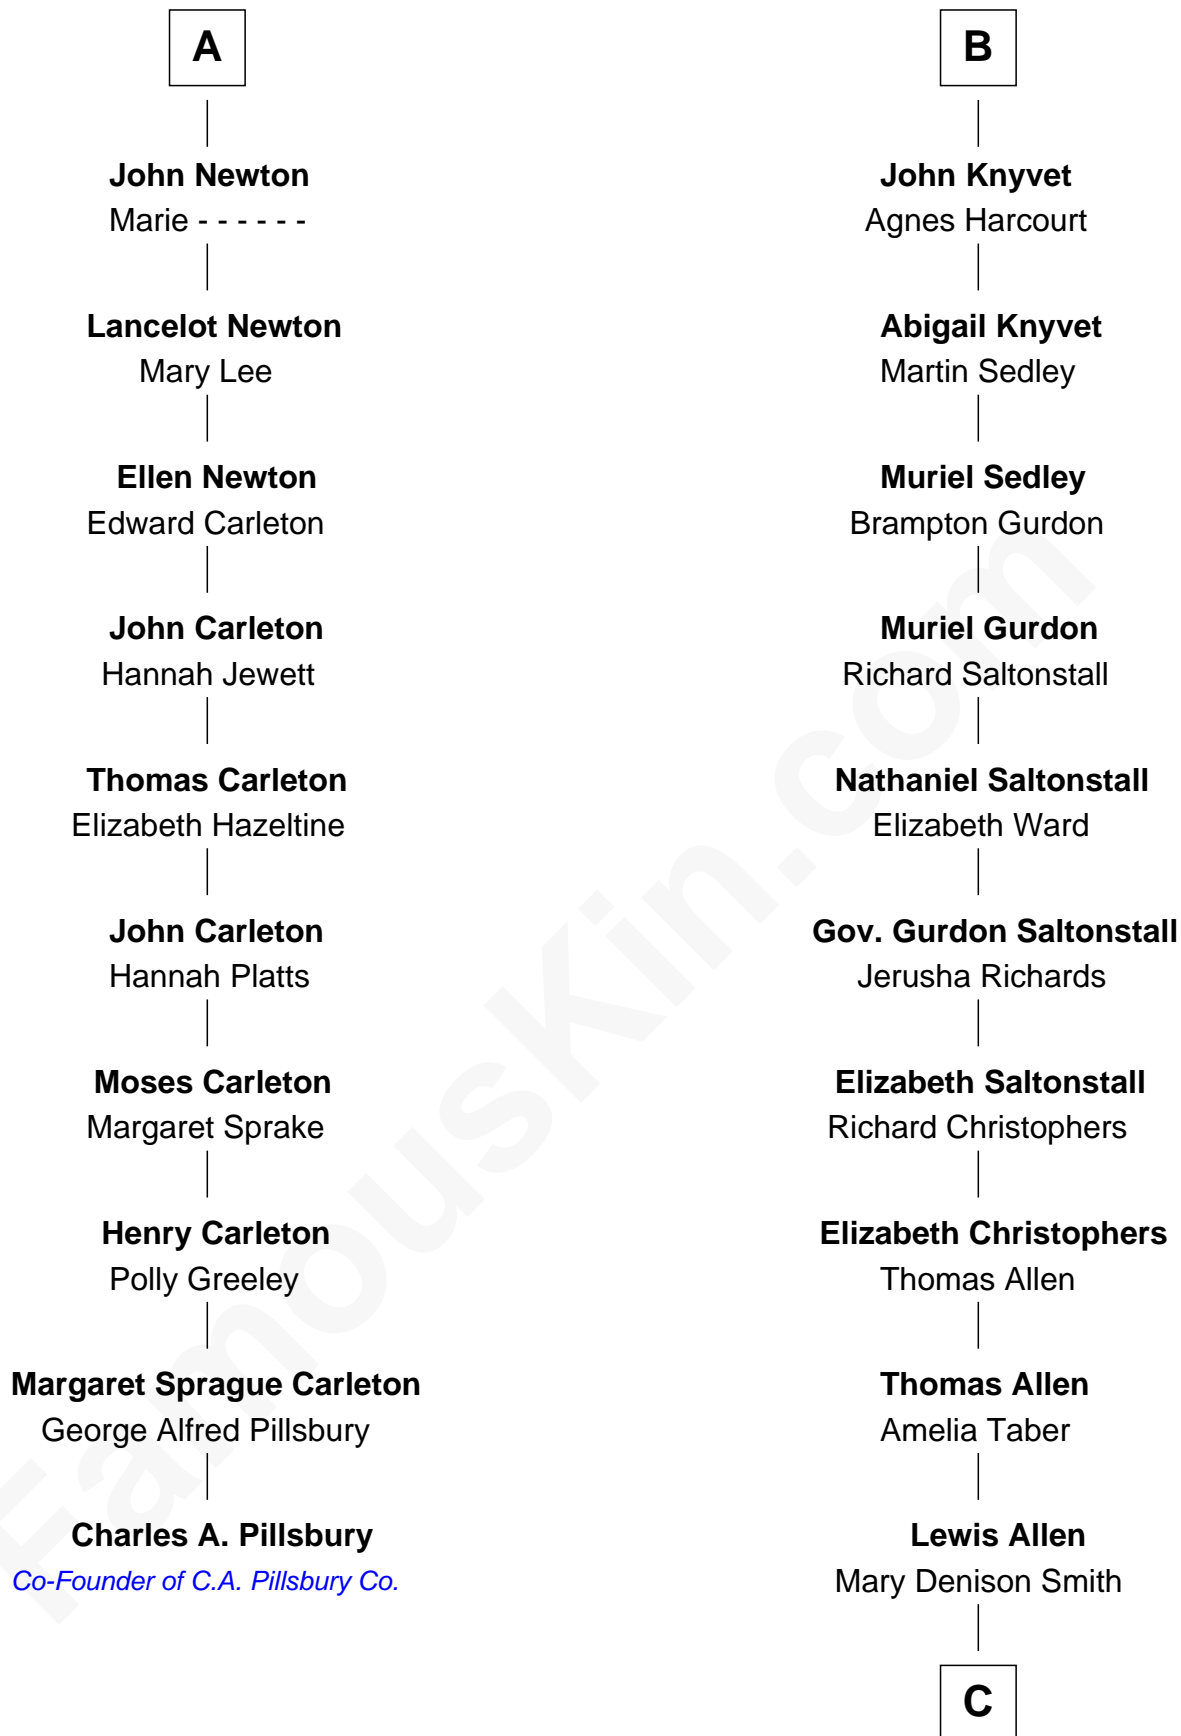 A
John Newton
Marie - - - - - -
Lancelot Newton
Mary Lee
Ellen Newton
Edward Carleton
John Carleton
Hannah Jewett
Thomas Carleton
Elizabeth Hazeltine
John Carleton
Hannah Platts
Moses Carleton
Margaret Sprake
Henry Carleton
Polly Greeley
Margaret Sprague Carleton
George Alfred Pillsbury
Charles A. Pillsbury
Co-Founder of C.A. Pillsbury Co.
B
John Knyvet
Agnes Harcourt
Abigail Knyvet
Martin Sedley
Muriel Sedley
Brampton Gurdon
Muriel Gurdon
Richard Saltonstall
Nathaniel Saltonstall
Elizabeth Ward
Gov. Gurdon Saltonstall
Jerusha Richards
Elizabeth Saltonstall
Richard Christophers
Elizabeth Christophers
Thomas Allen
Thomas Allen
Amelia Taber
Lewis Allen
Mary Denison Smith
C
FamousKin.com